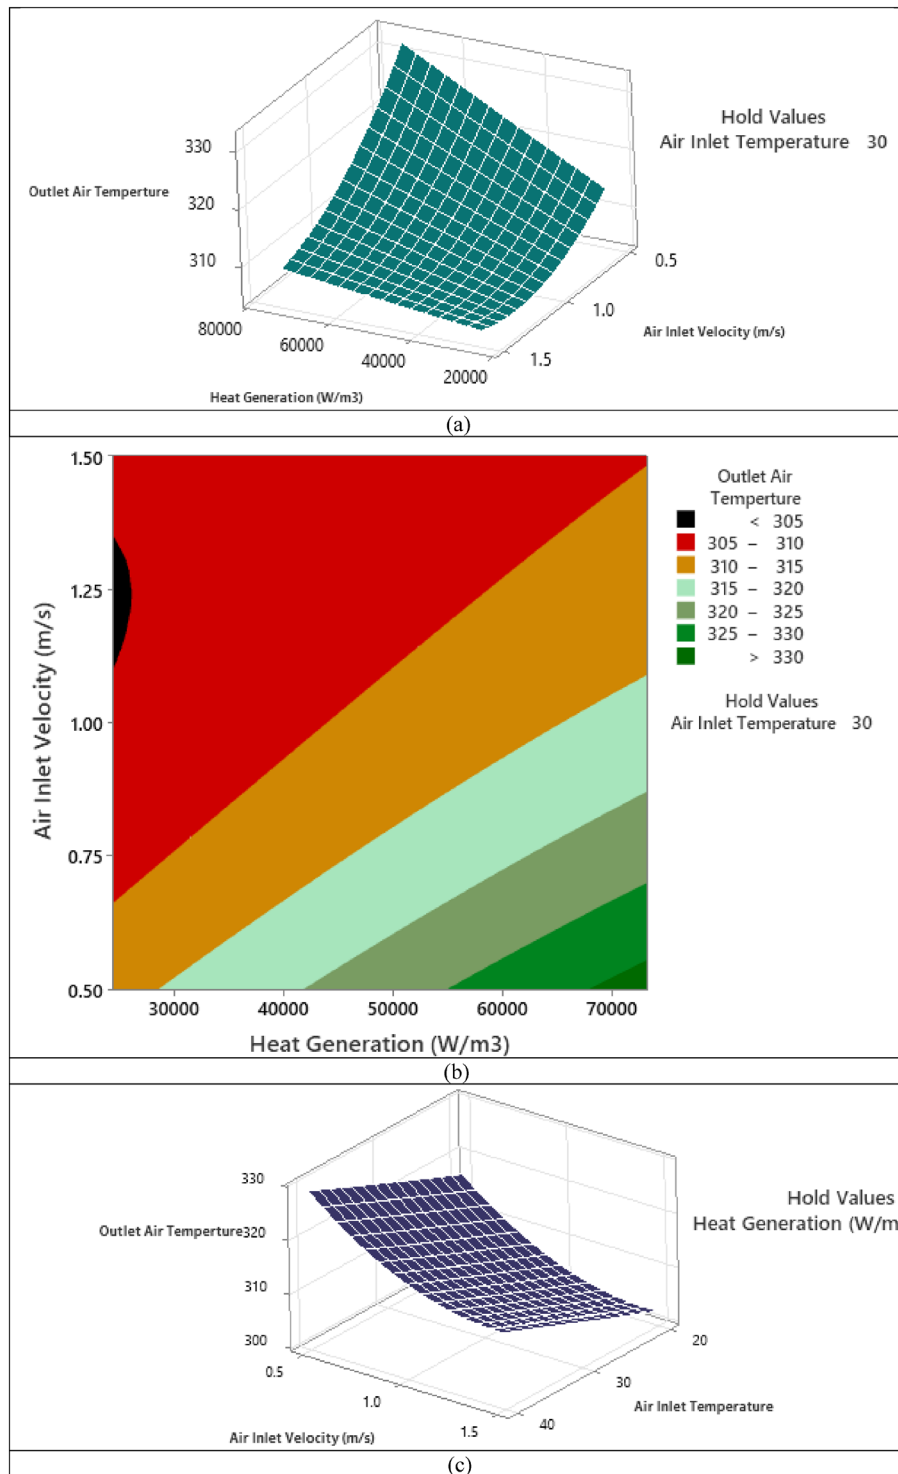 330
320
310
Outlet Air Temperture
Hold Values
Air Inlet Temperature 30
0.5
1.0
1.5
Air Inlet Velocity (m/s)
80000
60000
40000
20000
Heat Generation (W/m3)
(a)
1.50
1.25
1.00
0.75
0.50
Air Inlet Velocity (m/s)
30000 40000 50000 60000 70000
Heat Generation (W/m3)
Outlet Air
Temperture
< 305
305 – 310
310 – 315
315 – 320
320 – 325
325 – 330
> 330
Hold Values
Air Inlet Temperature 30
(b)
330
320
310
300
Outlet Air Temperture
Hold Values
Heat Generation (W/m
0.5
1.0
1.5
Air Inlet Velocity (m/s)
20
30
40
Air Inlet Temperature
(c)